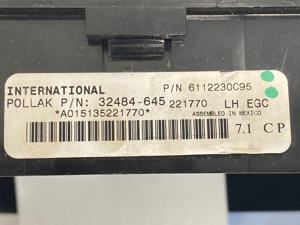 INTERNATIONAL P/N 6112230C95
POLLAK P/N: 32484-645 221770 LH EGC
*A015135221770* ASSEMBLED IN MEXICO
7.1 CP